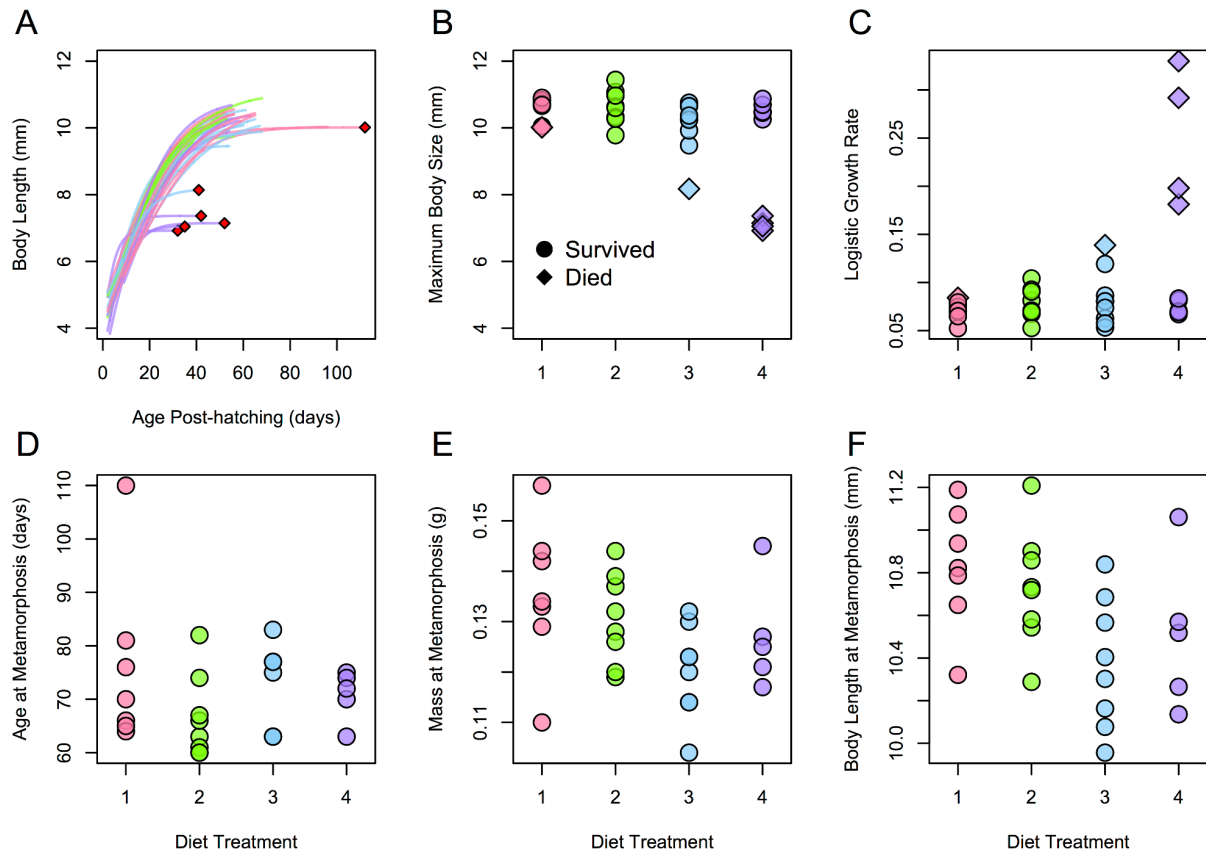 A
B
C
Body Length (mm)
12
10
8
6
4
0
20
40
60
80
100
Age Post-hatching (days)
Maximum Body Size (mm)
12
10
8
6
4
Survived
Died
1
2
3
4
Logistic Growth Rate
0.25
0.15
0.05
1
2
3
4
D
E
F
Age at Metamorphosis (days)
110
100
90
80
70
60
1
2
3
4
Diet Treatment
Mass at Metamorphosis (g)
0.15
0.13
0.11
1
2
3
4
Diet Treatment
Body Length at Metamorphosis (mm)
11.2
10.8
10.4
10.0
1
2
3
4
Diet Treatment